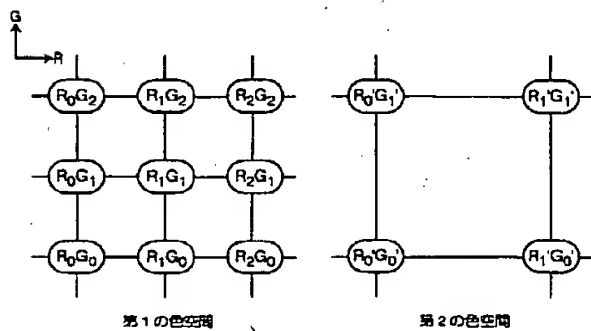 G
R
R₀G₂ R₁G₂ R₂G₂ R₀'G₁' R₁'G₁'
R₀G₁ R₁G₁ R₂G₁
R₀G₀ R₁G₀ R₂G₀ R₀'G₀' R₁'G₀'
第1の色空間 第2の色空間